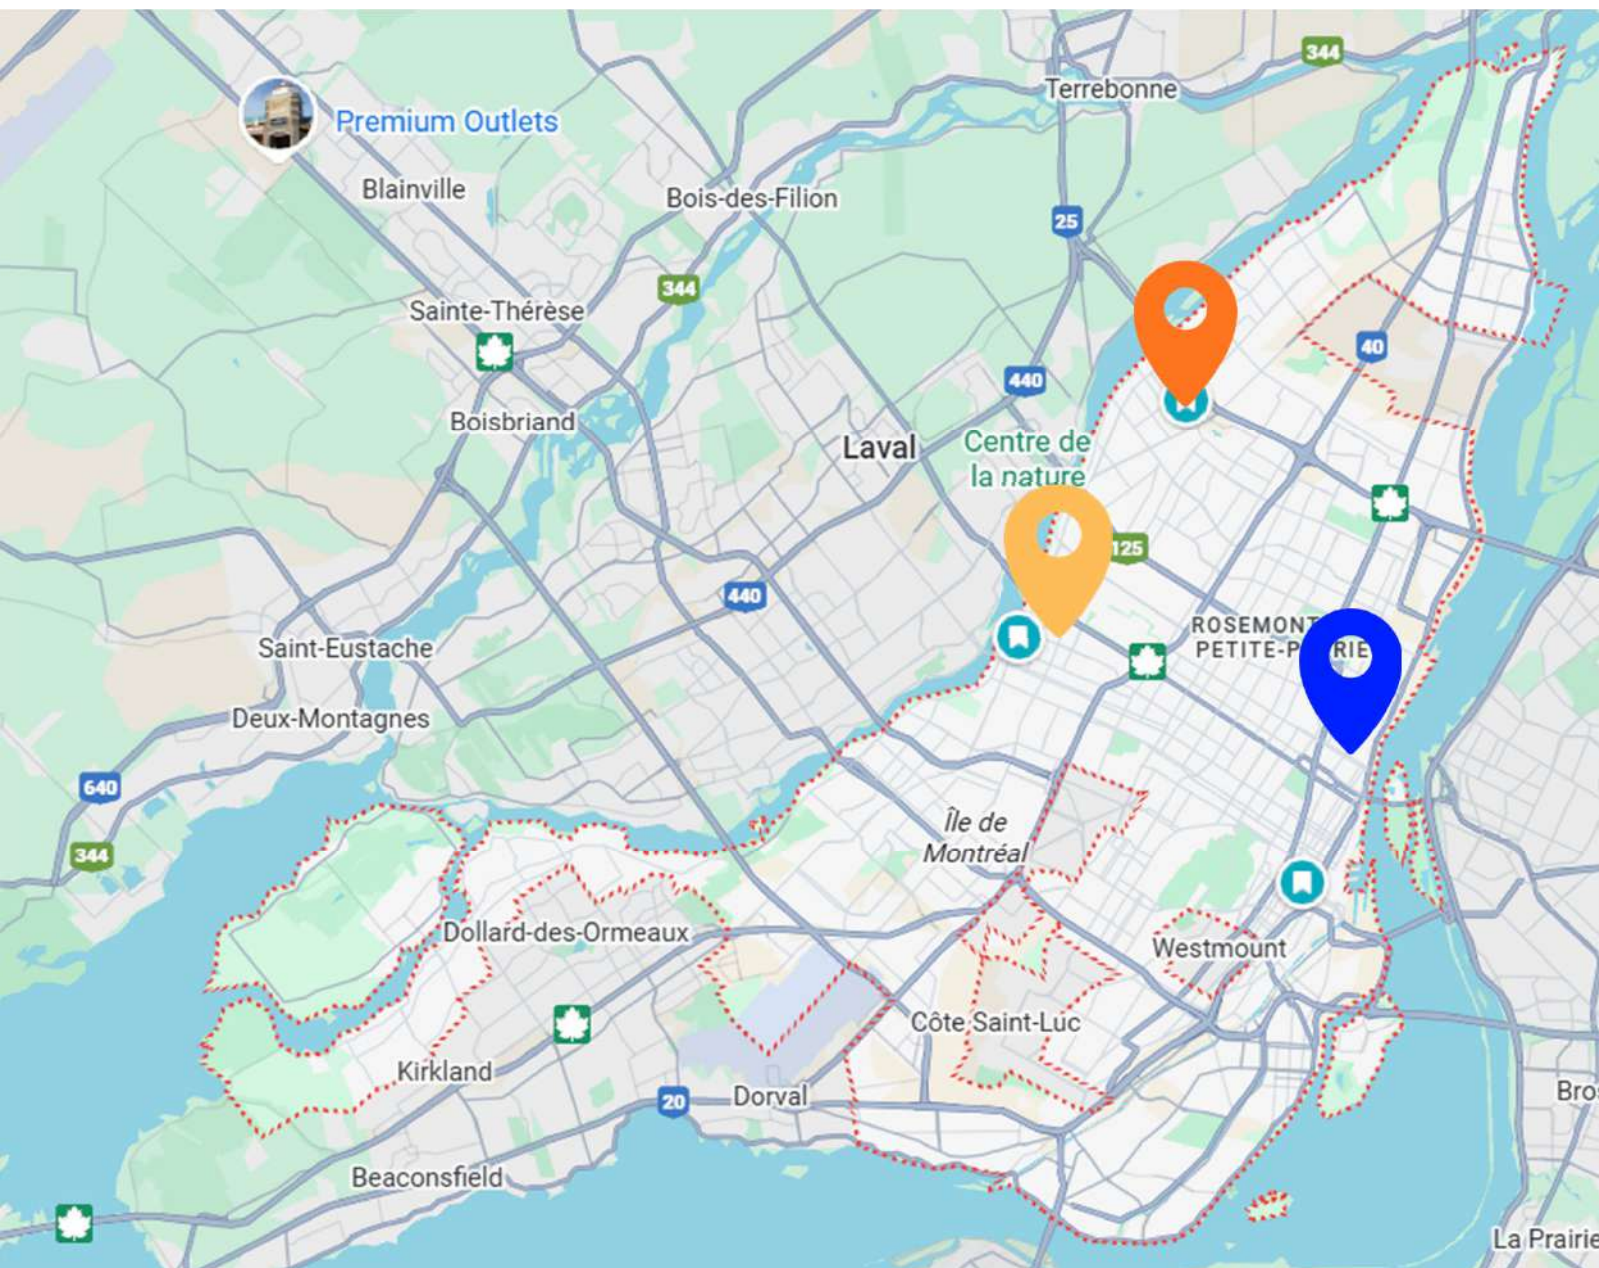 344
Terrebonne
Premium Outlets
Blainville
Bois-des-Filion
25
344
Sainte-Thérèse
40
440
Boisbriand
Laval
Centre de
la nature
125
440
ROSEMONT
PETITE-P RIE
Saint-Eustache
Deux-Montagnes
640
Île de
Montréal
344
Dollard-des-Ormeaux
Westmount
Côte Saint-Luc
Kirkland
20
Dorval
Bros
Beaconsfield
La Prairie